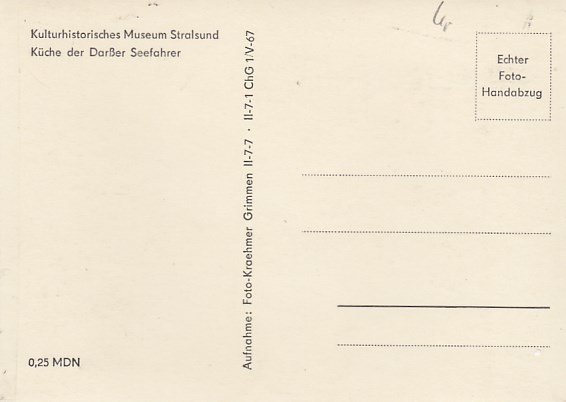 Kulturhistorisches Museum Stralsund
Küche der Darßer Seefahrer
0,25 MDN
Aufnahme: Foto-Kraehmer Grimmen II-7-7 · II-7-1 ChG 1/V-67
Echter
Foto-
Handabzug